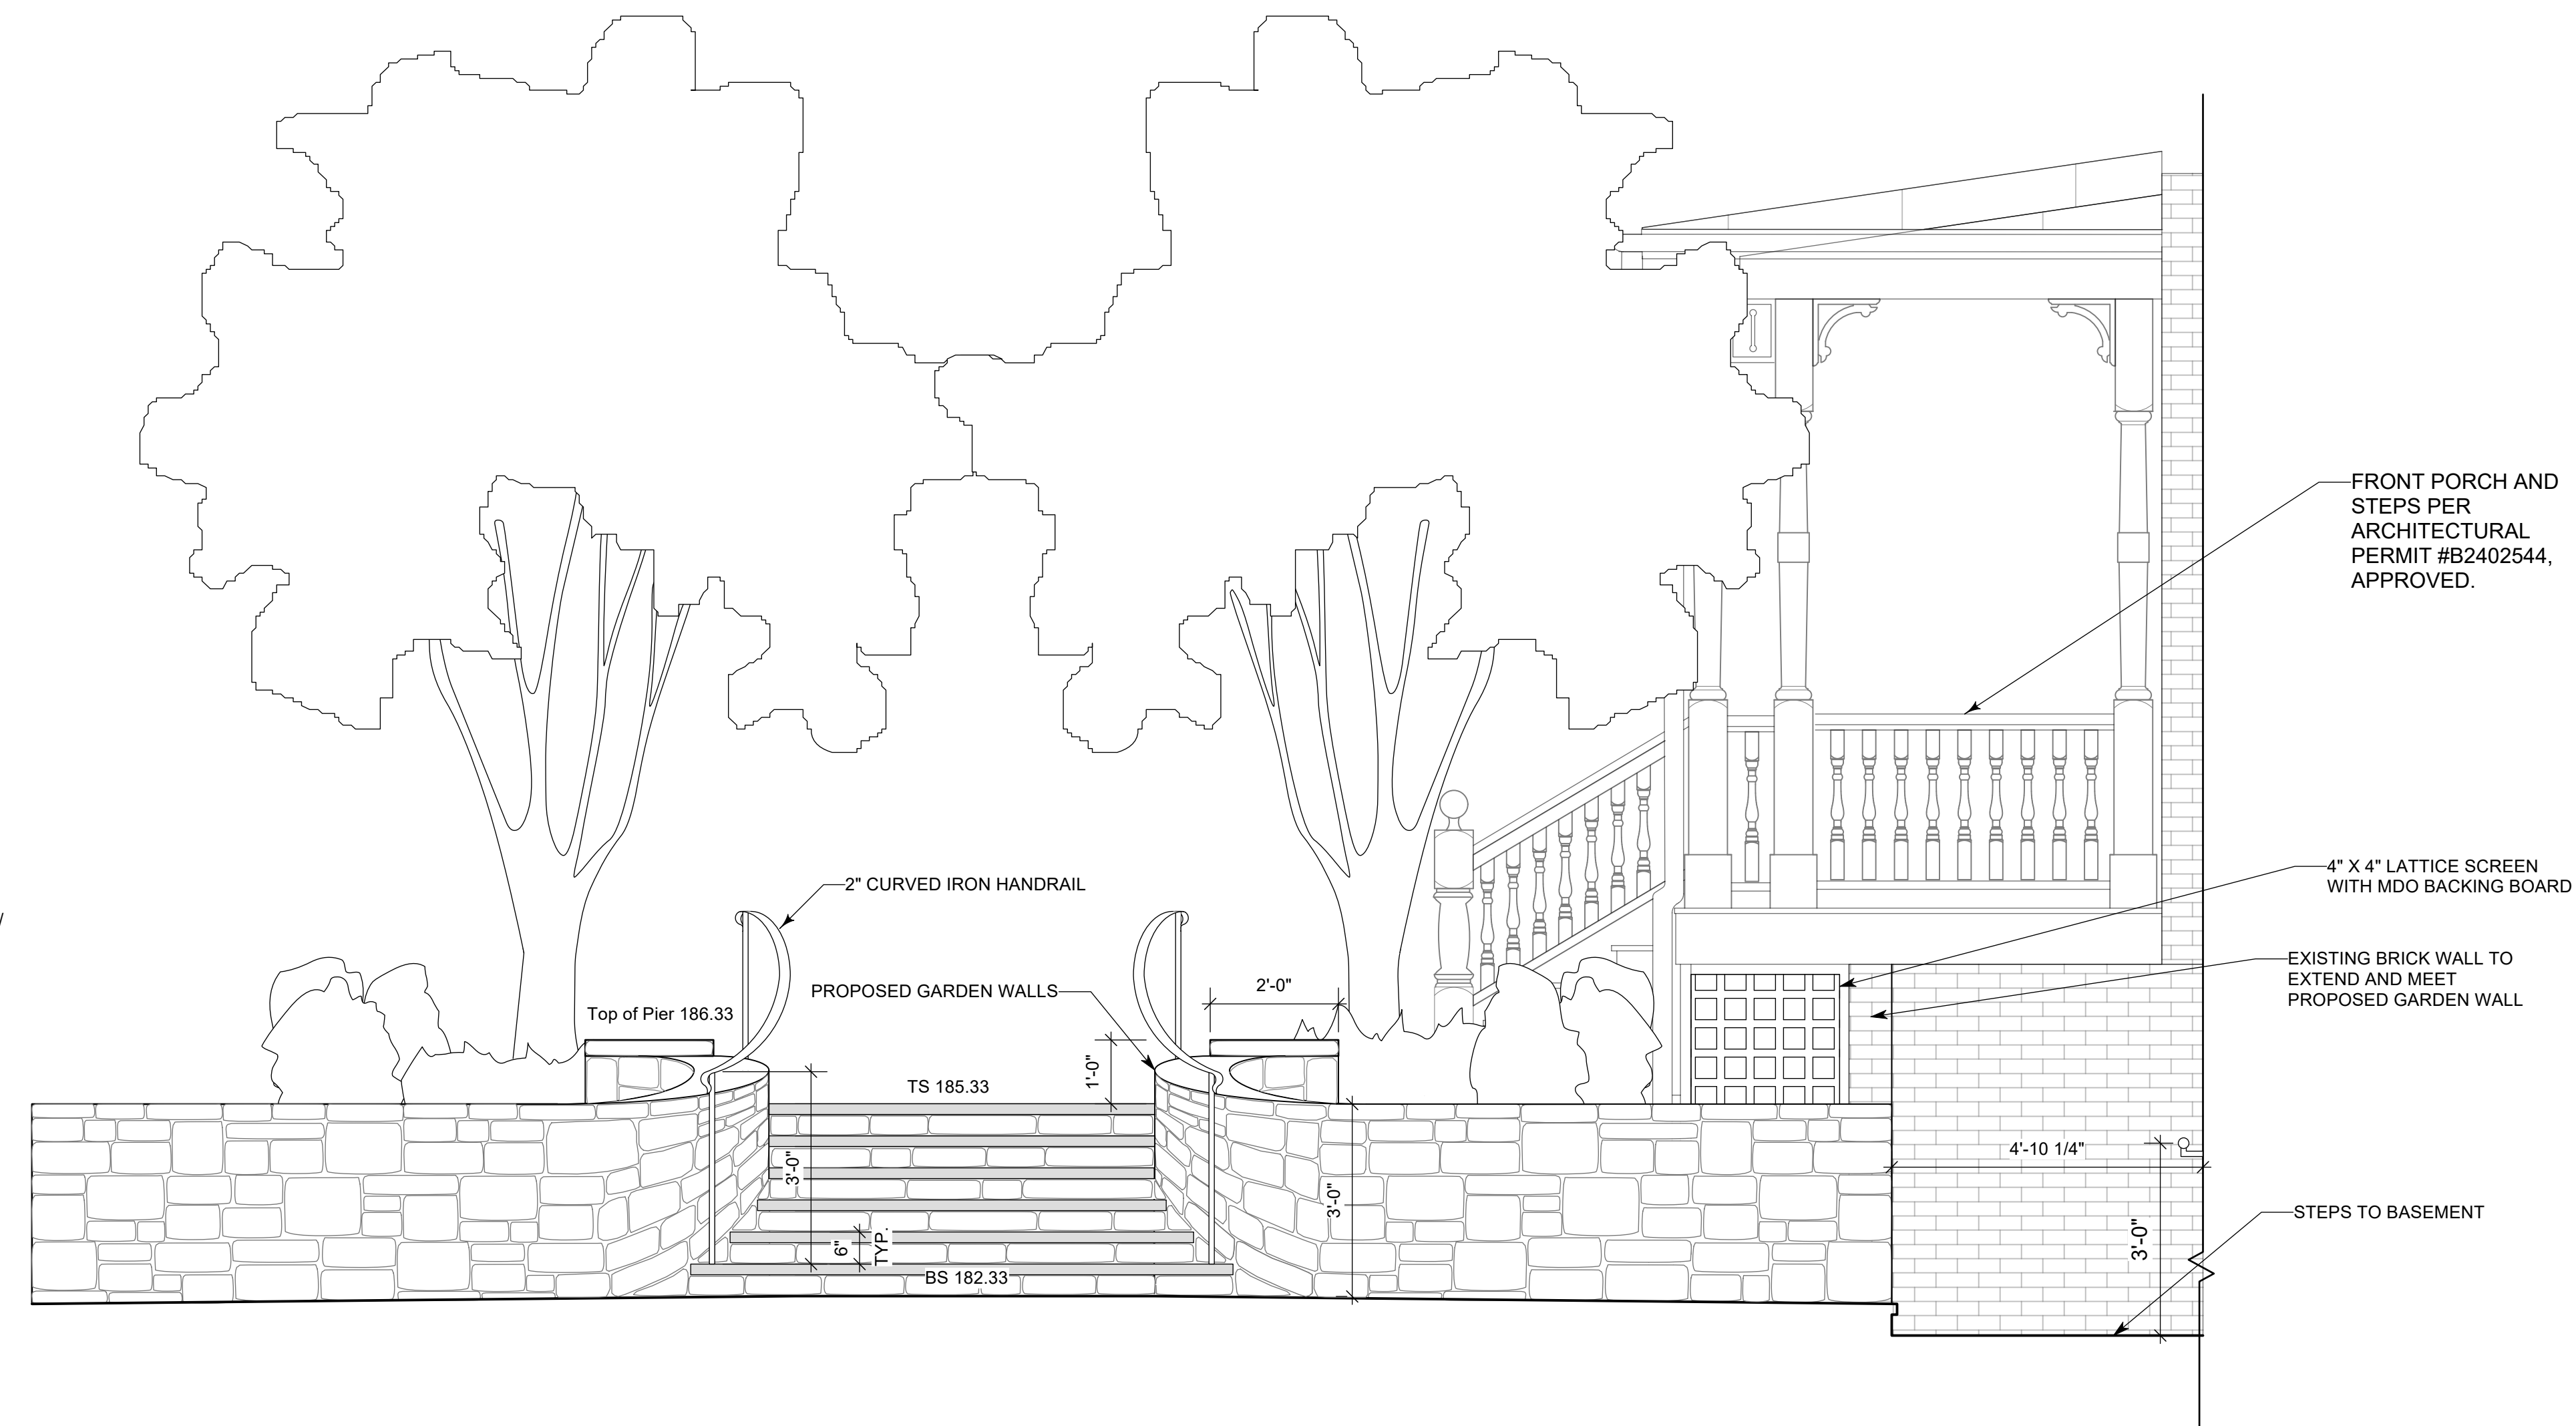 FRONT PORCH AND
STEPS PER
ARCHITECTURAL
PERMIT #B2402544,
APPROVED.
4" X 4" LATTICE SCREEN
WITH MDO BACKING BOARD
2" CURVED IRON HANDRAIL
EXISTING BRICK WALL TO
EXTEND AND MEET
PROPOSED GARDEN WALL
PROPOSED GARDEN WALLS
2'-0"
Top of Pier 186.33
1'-0"
TS 185.33
3'-0"
6"
TYP.
BS 182.33
3'-0"
4'-10 1/4"
3'-0"
STEPS TO BASEMENT